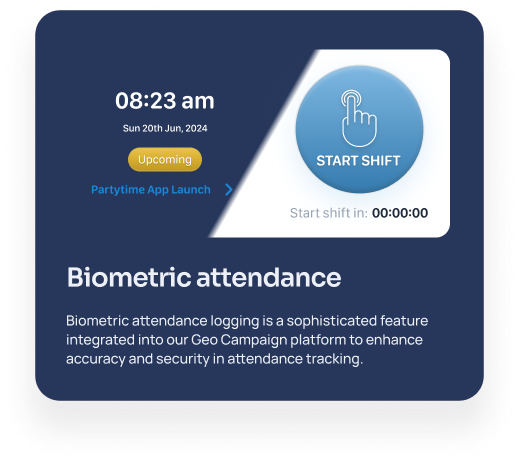 08:23 am
Sun 20th Jun, 2024
Upcoming
Partytime App Launch
START SHIFT
Start shift in: 00:00:00
Biometric attendance
Biometric attendance logging is a sophisticated feature
integrated into our Geo Campaign platform to enhance
accuracy and security in attendance tracking.